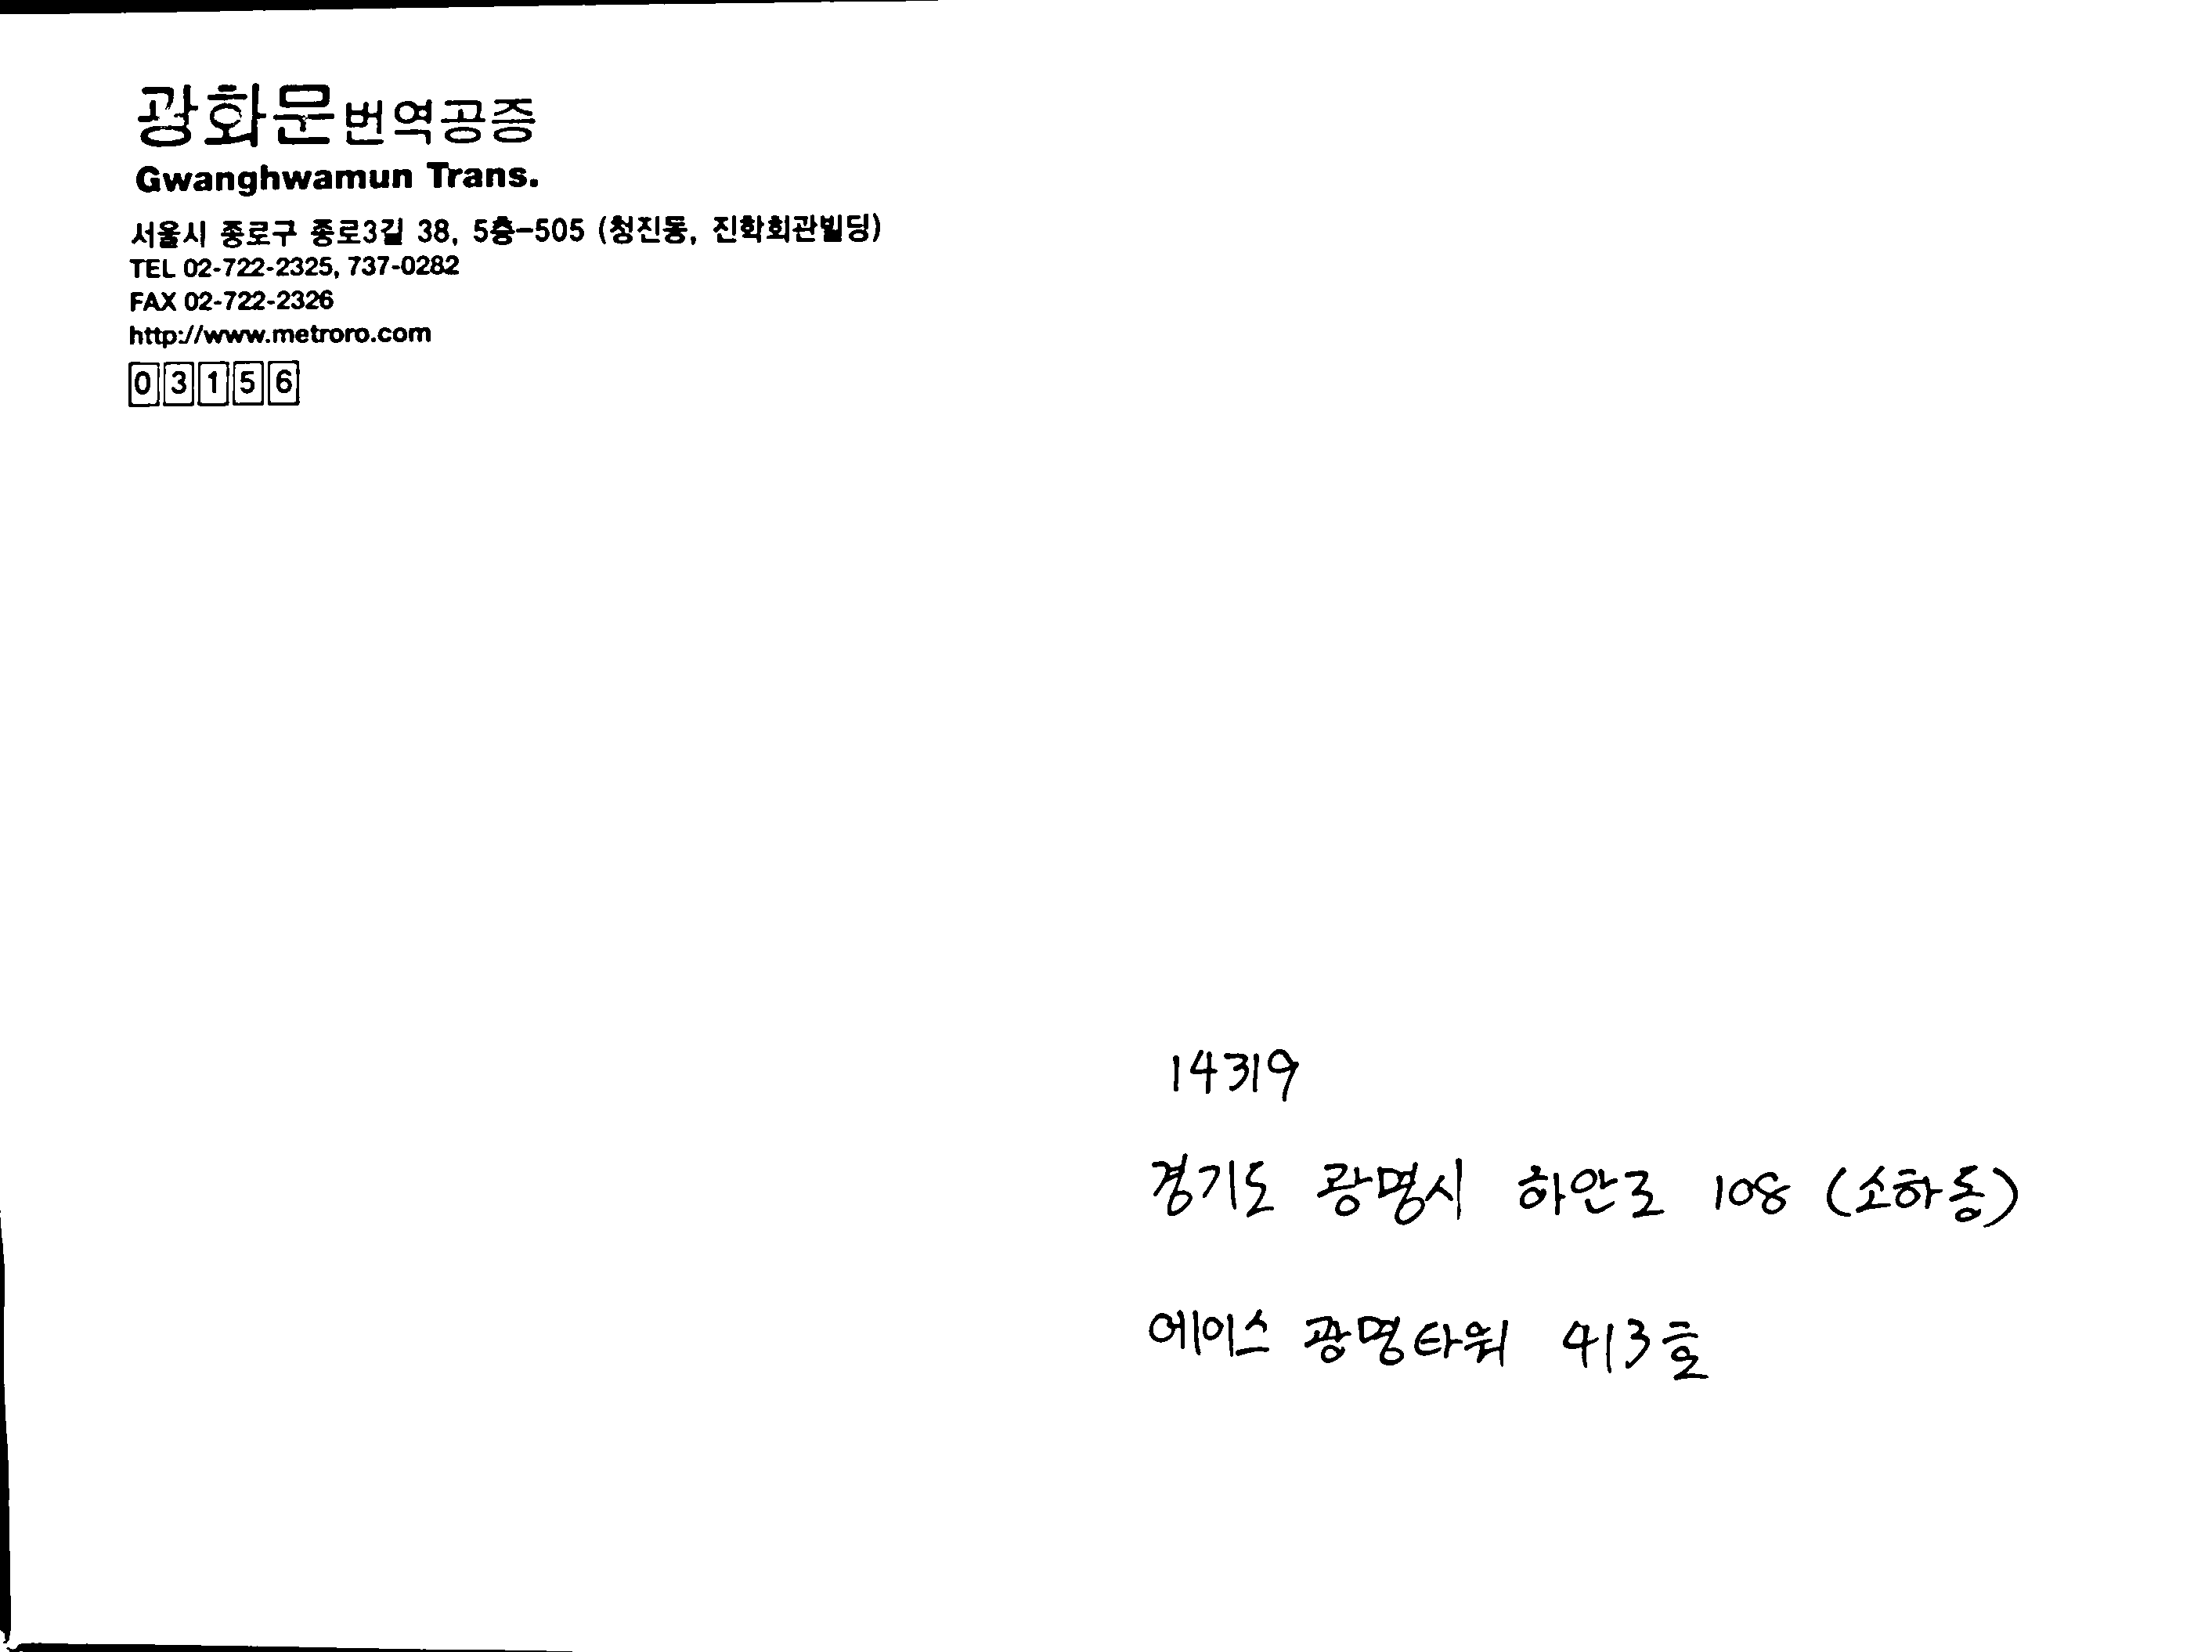 광화문번역공증
Gwanghwamun Trans.
서울시 종로구 종로3길 38, 5층-505 (청진동, 진학회관빌딩)
TEL 02-722-2325, 737-0282
FAX 02-722-2326
http://www.metroro.com
03156
14319
경기도 광명시 하안로 108 (소하동)
에이스 광명타워 413호